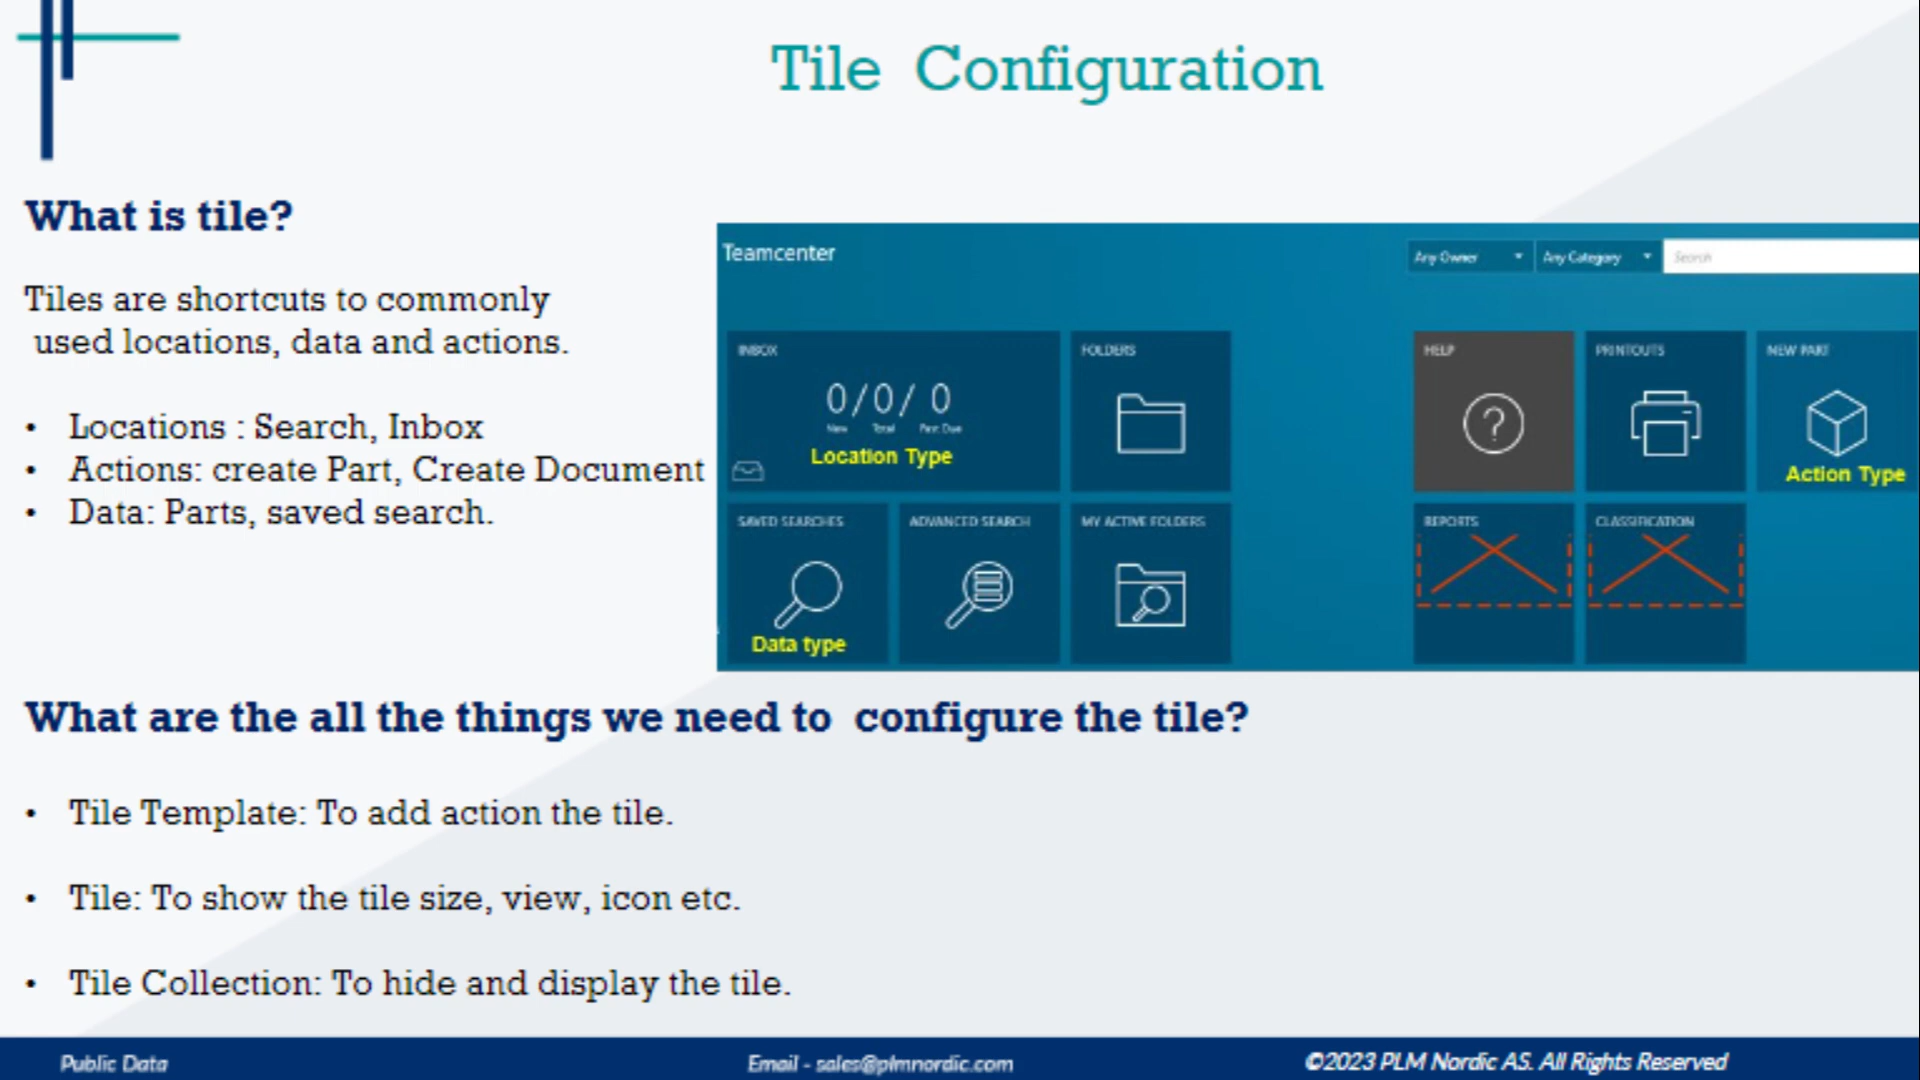 Tile Configuration
What is tile?
Tiles are shortcuts to commonly
used locations, data and actions.
• Locations : Search, Inbox
• Actions: create Part, Create Document
• Data: Parts, saved search.
Teamcenter
Any Owner
Any Category
Search
INBOX
0/0/ 0
New Total Past Due
Location Type
FOLDERS
HELP
?
PRINTOUTS
NEW PART
Action Type
SAVED SEARCHES
Data type
ADVANCED SEARCH
MY ACTIVE FOLDERS
REPORTS
CLASSIFICATION
What are the all the things we need to configure the tile?
• Tile Template: To add action the tile.
• Tile: To show the tile size, view, icon etc.
• Tile Collection: To hide and display the tile.
Public Data
Email - sales@plmnordic.com
©2023 PLM Nordic AS. All Rights Reserved